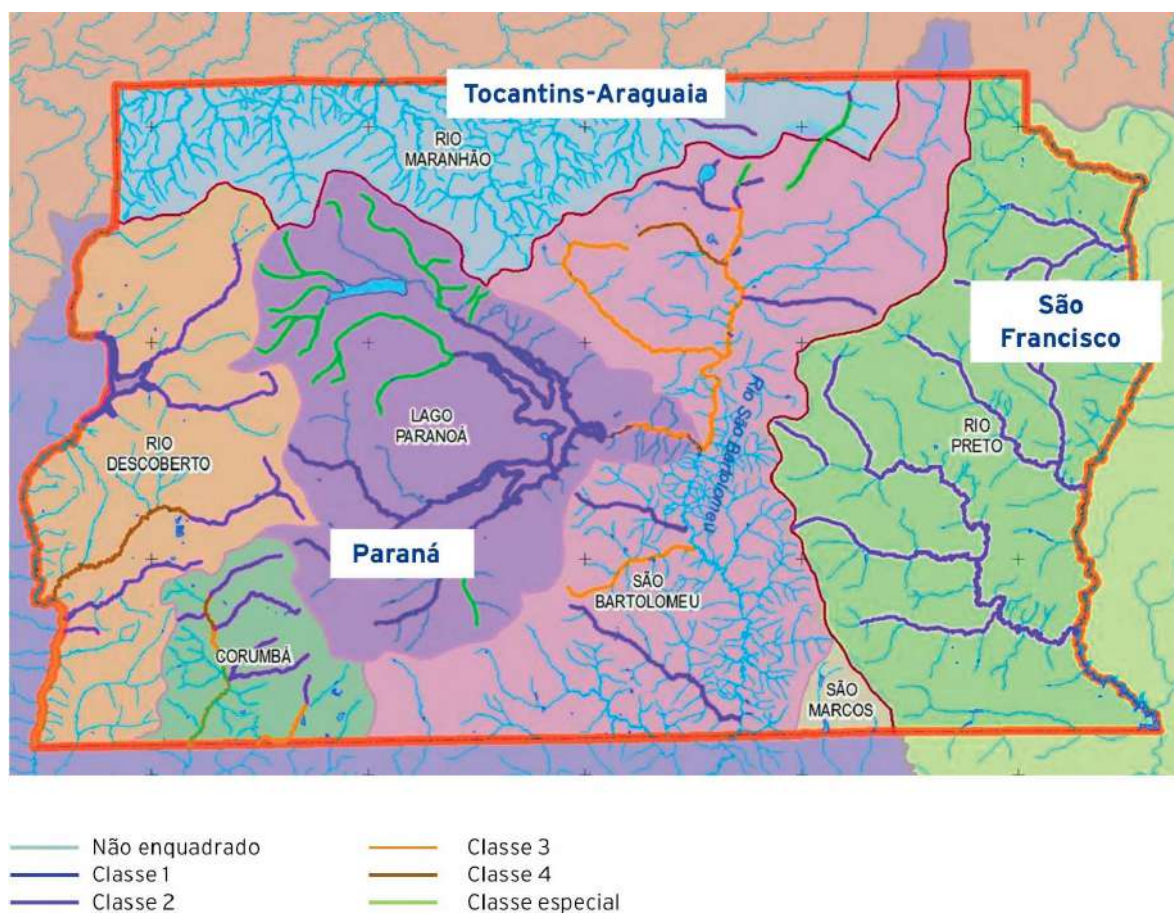 Tocantins-Araguaia
RIO
MARANHÃO
São
Francisco
RIO
DESCOBERTO
LAGO
PARANOÁ
Rio São Bartolomeu
RIO
PRETO
Paraná
SÃO
BARTOLOMEU
CORUMBÁ
SÃO
MARCOS
Não enquadrado
Classe 1
Classe 2
Classe 3
Classe 4
Classe especial